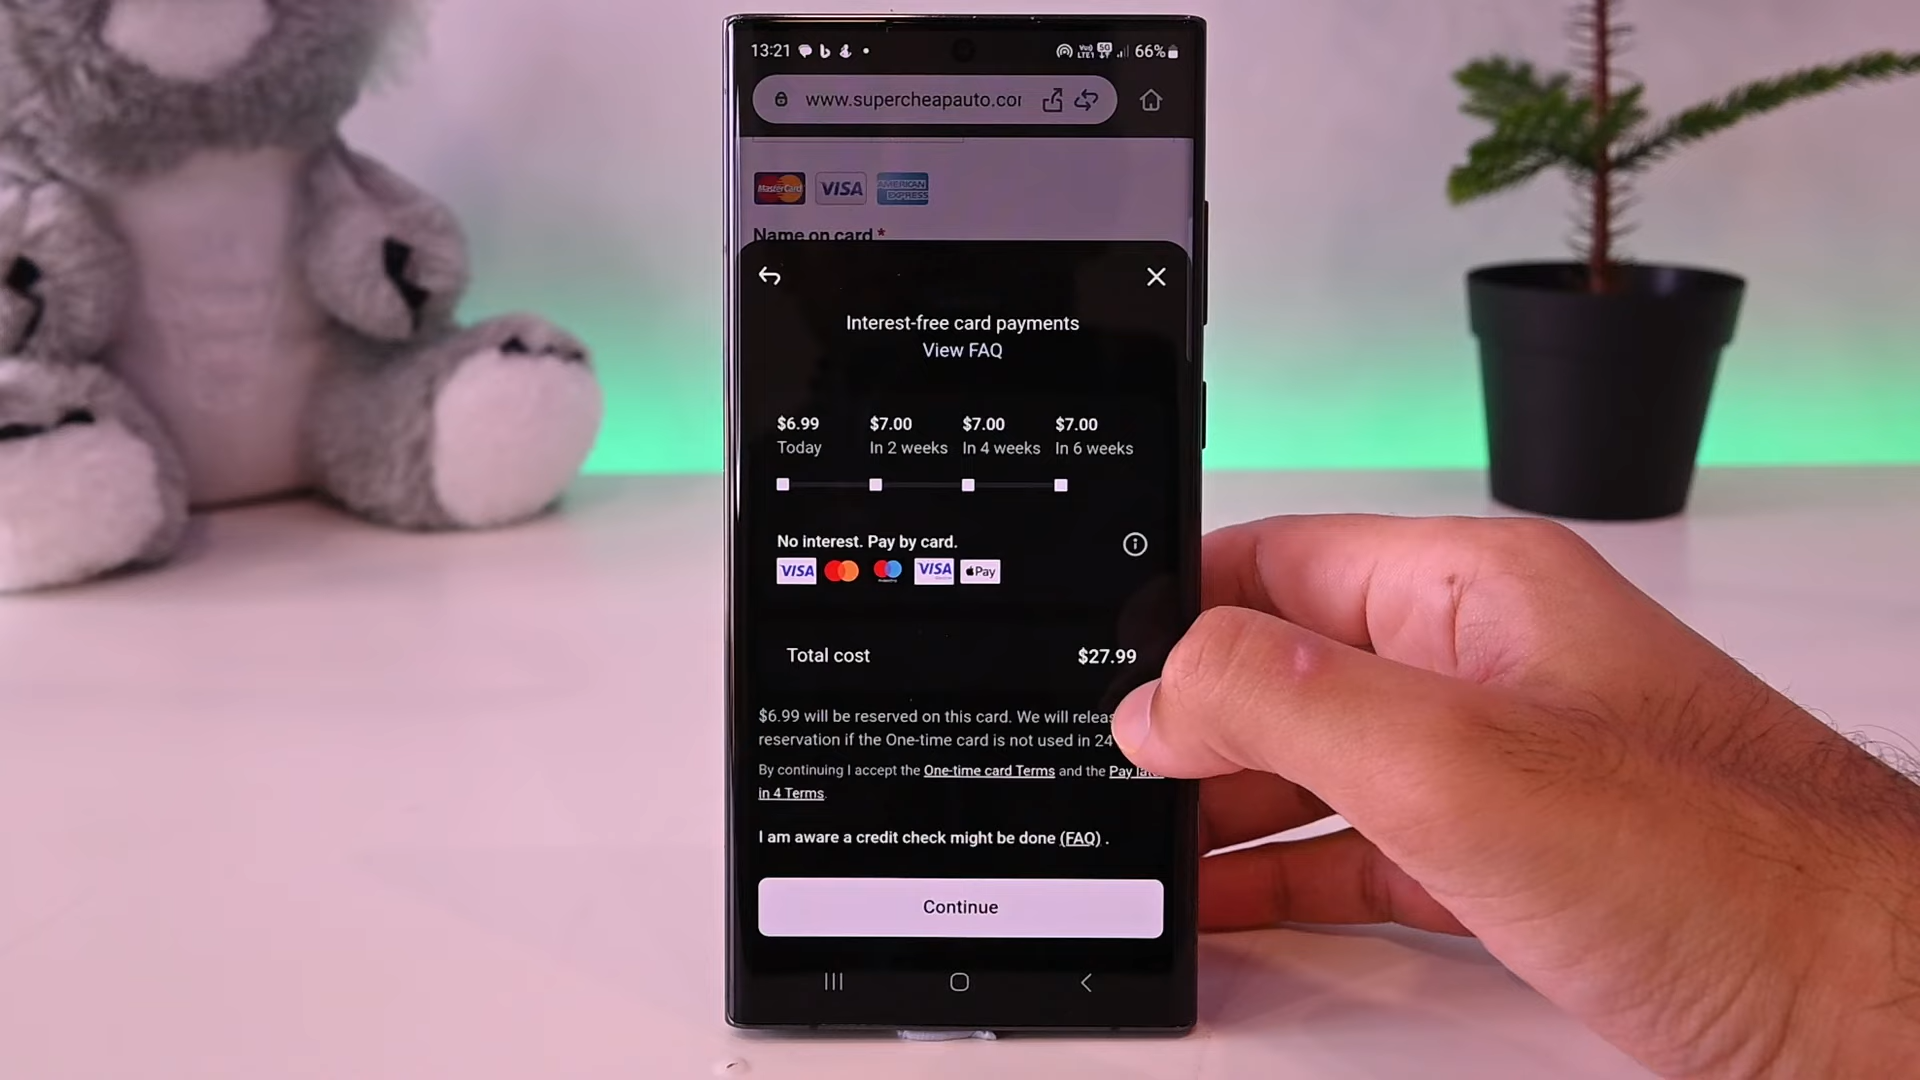 13:21
66%
www.supercheapauto.cor
MasterCard VISA AMERICAN EXPRESS
Name on card *
Interest-free card payments
View FAQ
$6.99 $7.00 $7.00 $7.00
Today In 2 weeks In 4 weeks In 6 weeks
No interest. Pay by card.
VISA VISA Pay
Total cost $27.99
$6.99 will be reserved on this card. We will
reservation if the One-time card is not used in 24
By continuing I accept the One-time card Terms and the Pay
in 4 Terms.
I am aware a credit check might be done (FAQ) .
Continue